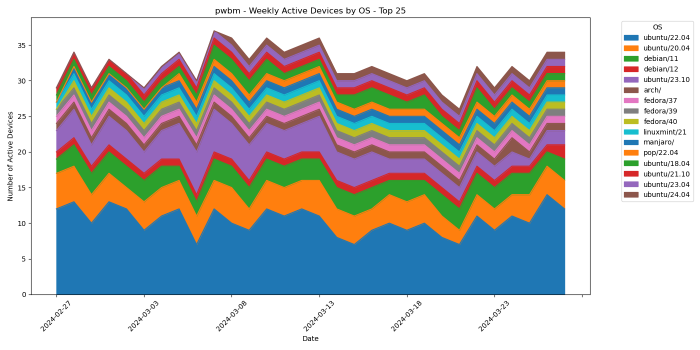 pwbm - Weekly Active Devices by OS - Top 25
Number of Active Devices
35
30
25
20
15
10
5
0
2024-02-27
2024-03-03
2024-03-08
2024-03-13
2024-03-18
2024-03-23
Date
OS
ubuntu/22.04
ubuntu/20.04
debian/11
debian/12
ubuntu/23.10
arch/
fedora/37
fedora/39
fedora/40
linuxmint/21
manjaro/
pop/22.04
ubuntu/18.04
ubuntu/21.10
ubuntu/23.04
ubuntu/24.04